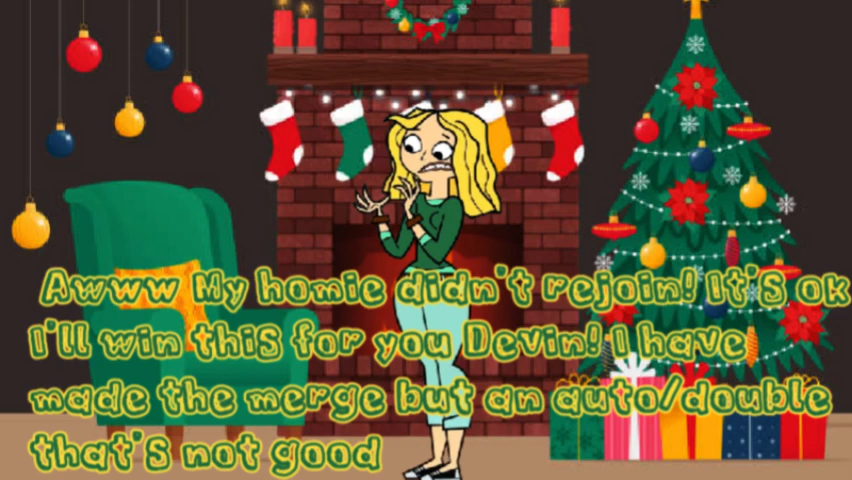 Awww My homie didn't rejoin! It's ok
I'll win this for you Devin! I have
made the merge but an auto/double
that's not good